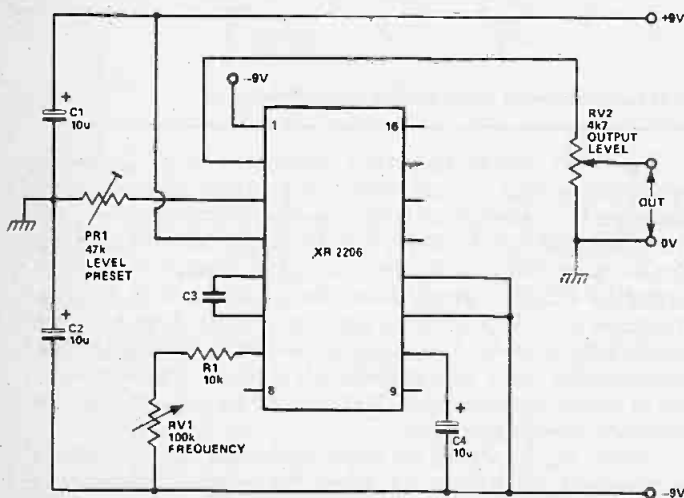 +9V
-9V
+
C1
10u
1
16
RV2
4k7
OUTPUT
LEVEL
PR1
47k
LEVEL
PRESET
OUT
0V
XR 2206
C3
+
C2
10u
R1
10k
8
9
RV1
100k
FREQUENCY
+
C4
10u
-9V